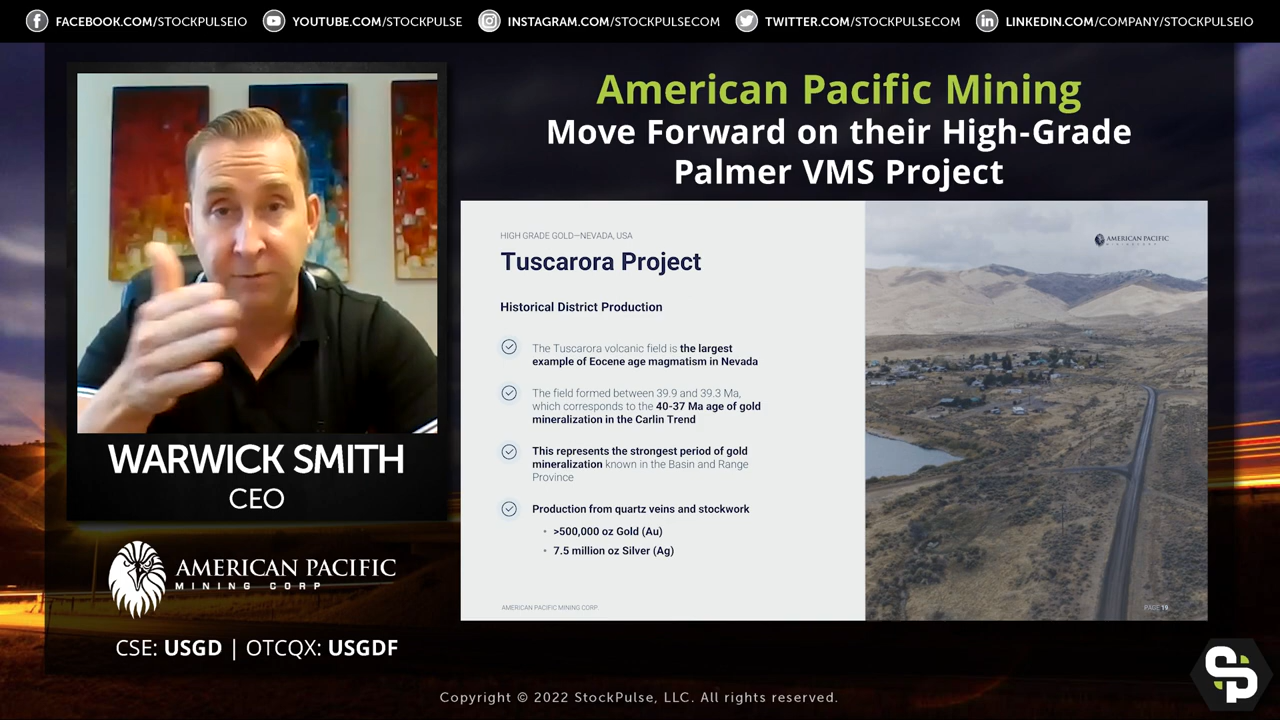 FACEBOOK.COM/STOCKPULSEIO
YOUTUBE.COM/STOCKPULSE
INSTAGRAM.COM/STOCKPULSECOM
TWITTER.COM/STOCKPULSECOM
LINKEDIN.COM/COMPANY/STOCKPULSEIO
American Pacific Mining
Move Forward on their High-Grade
Palmer VMS Project
WARWICK SMITH
CEO
AMERICAN PACIFIC
MINING CORP
CSE: USGD | OTCQX: USGDF
HIGH GRADE GOLD—NEVADA, USA
Tuscarora Project
Historical District Production
The Tuscarora volcanic field is the largest
example of Eocene age magmatism in Nevada
The field formed between 39.9 and 39.3 Ma,
which corresponds to the 40-37 Ma age of gold
mineralization in the Carlin Trend
This represents the strongest period of gold
mineralization known in the Basin and Range
Province
Production from quartz veins and stockwork
• >500,000 oz Gold (Au)
• 7.5 million oz Silver (Ag)
AMERICAN PACIFIC MINING CORP
AMERICAN PACIFIC
PAGE 19
SP
Copyright © 2022 StockPulse, LLC. All rights reserved.